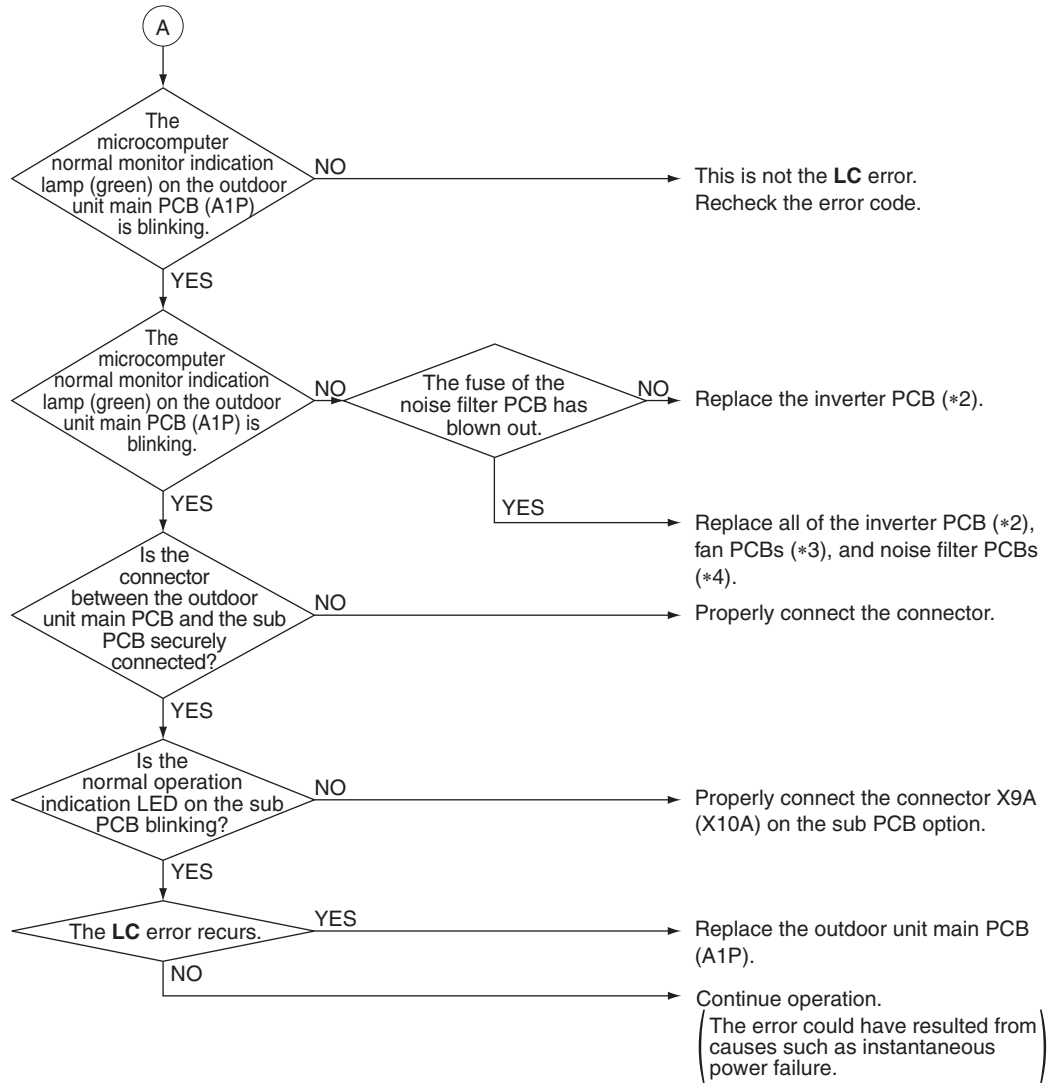 A
The
microcomputer
normal monitor indication
lamp (green) on the outdoor
unit main PCB (A1P)
is blinking.
NO
This is not the LC error.
Recheck the error code.
YES
The
microcomputer
normal monitor indication
lamp (green) on the outdoor
unit main PCB (A1P) is
blinking.
NO
The fuse of the
noise filter PCB has
blown out.
NO
Replace the inverter PCB (*2).
YES
YES
Replace all of the inverter PCB (*2),
fan PCBs (*3), and noise filter PCBs
(*4).
Is the
connector
between the outdoor
unit main PCB and the sub
PCB securely
connected?
NO
Properly connect the connector.
YES
Is the
normal operation
indication LED on the sub
PCB blinking?
NO
Properly connect the connector X9A
(X10A) on the sub PCB option.
YES
The LC error recurs.
YES
Replace the outdoor unit main PCB
(A1P).
NO
Continue operation.
(The error could have resulted from
causes such as instantaneous
power failure.)